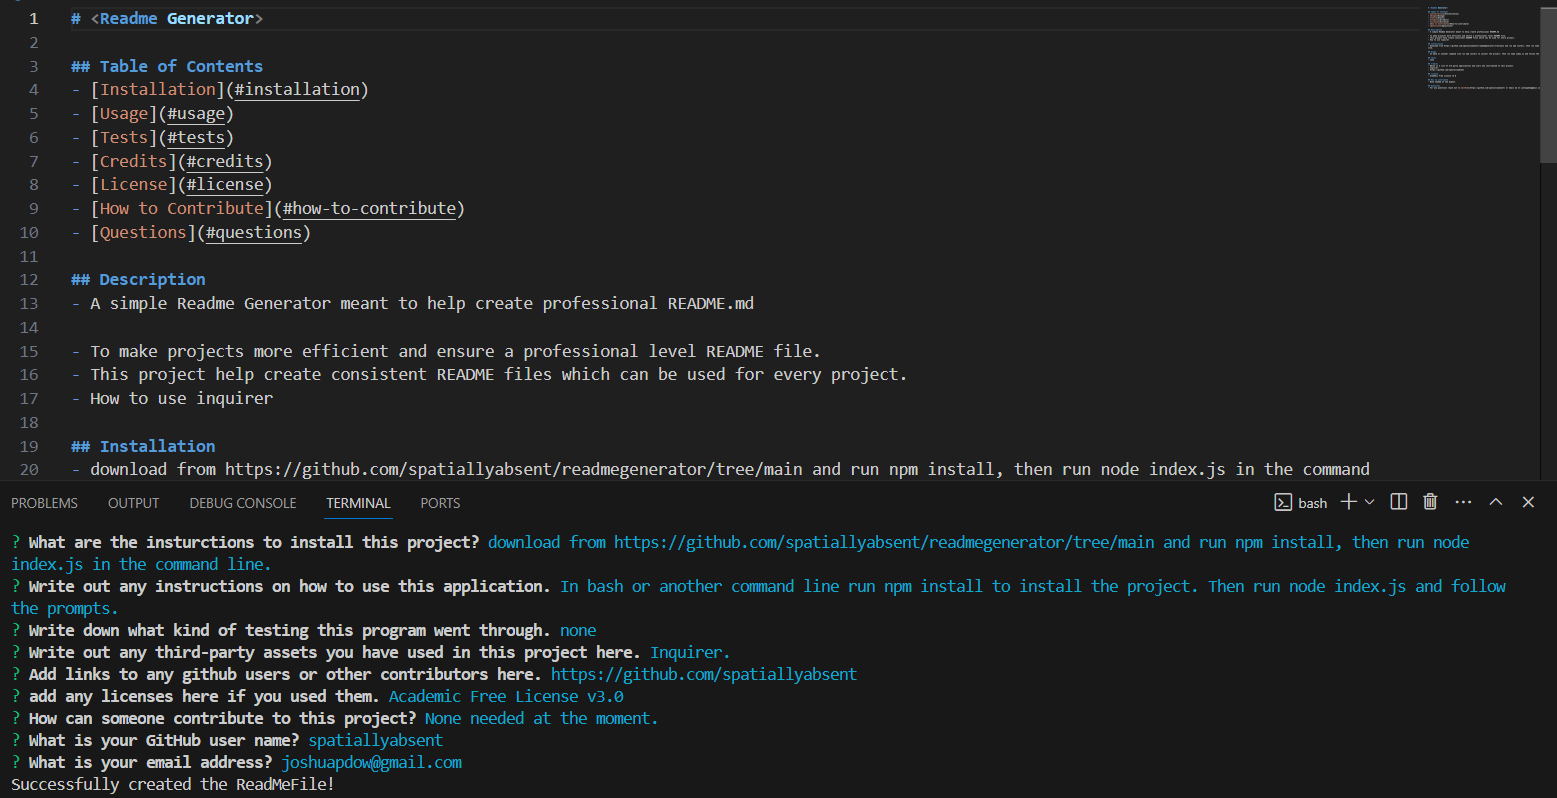 1 # <Readme Generator>
2
3 ## Table of Contents
4 - [Installation](#installation)
5 - [Usage](#usage)
6 - [Tests](#tests)
7 - [Credits](#credits)
8 - [License](#license)
9 - [How to Contribute](#how-to-contribute)
10 - [Questions](#questions)
11
12 ## Description
13 - A simple Readme Generator meant to help create professional README.md
14
15 - To make projects more efficient and ensure a professional level README file.
16 - This project help create consistent README files which can be used for every project.
17 - How to use inquirer
18
19 ## Installation
20 - download from https://github.com/spatiallyabsent/readmegenerator/tree/main and run npm install, then run node index.js in the command
PROBLEMS OUTPUT DEBUG CONSOLE TERMINAL PORTS bash
? What are the insturctions to install this project? download from https://github.com/spatiallyabsent/readmegenerator/tree/main and run npm install, then run node
index.js in the command line.
? Write out any instructions on how to use this application. In bash or another command line run npm install to install the project. Then run node index.js and follow
the prompts.
? Write down what kind of testing this program went through. none
? Write out any third-party assets you have used in this project here. Inquirer.
? Add links to any github users or other contributors here. https://github.com/spatiallyabsent
? add any licenses here if you used them. Academic Free License v3.0
? How can someone contribute to this project? None needed at the moment.
? What is your GitHub user name? spatiallyabsent
? What is your email address? joshuapdow@gmail.com
Successfully created the ReadMeFile!